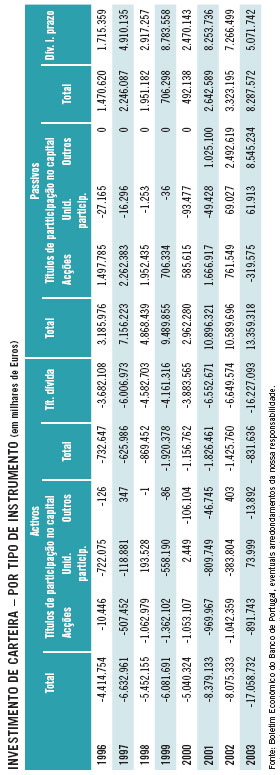 INVESTIMENTO DE CARTEIRA – POR TIPO DE INSTRUMENTO (em milhares de Euros)
Activos Passivos
Total Títulos de participação no capital Total Tít. dívida Total Títulos de participação no capital Total Dív. l. prazo
Acções Unid. particip. Outros Acções Unid. particip. Outros
1996 -4.414.754 -10.446 -722.075 -126 -732.647 -3.682.108 3.185.976 1.497.785 -27.165 0 1.470.620 1.715.359
1997 -6.632.961 -507.452 -118.881 347 -625.986 -6.006.973 7.156.223 2.262.383 -16.296 0 2.246.087 4.910.135
1998 -5.452.155 -1.062.979 193.528 -1 -869.452 -4.582.703 4.868.439 1.952.435 -1.253 0 1.951.182 2.917.257
1999 -6.081.691 -1.362.102 -558.190 -86 -1.920.378 -4.161.316 9.489.855 706.334 -36 0 706.298 8.783.558
2000 -5.040.324 -1.053.107 2.449 -106.104 -1.156.762 -3.883.565 2.962.280 585.615 -93.477 0 492.138 2.470.143
2001 -8.379.133 -969.967 -809.749 -46.745 -1.826.461 -6.552.671 10.896.321 1.666.917 -49.428 1.025.100 2.642.589 8.253.736
2002 -8.075.333 -1.042.359 -383.804 403 -1.425.760 -6.649.574 10.589.696 761.549 69.027 2.492.619 3.323.195 7.266.499
2003 -17.058.732 -891.743 73.999 -13.892 -831.636 -16.227.093 13.359.318 -319.575 61.913 8.545.234 8.287.572 5.071.742
Fonte: Boletim Económico do Banco de Portugal, eventuais arredondamentos da nossa responsabilidade.